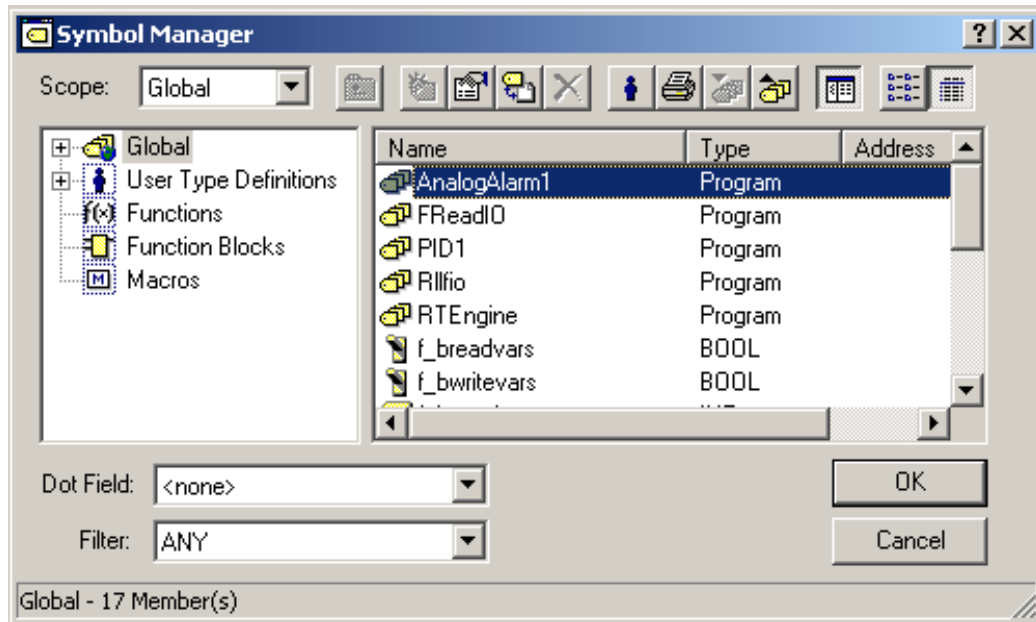 Symbol Manager
Scope: Global
Global
User Type Definitions
f(x) Functions
Function Blocks
M Macros
Name Type Address
AnalogAlarm1 Program
FReadIO Program
PID1 Program
RIlfio Program
RTEngine Program
f_breadvars BOOL
f_bwritevars BOOL
Dot Field: <none>
OK
Filter: ANY
Cancel
Global - 17 Member(s)